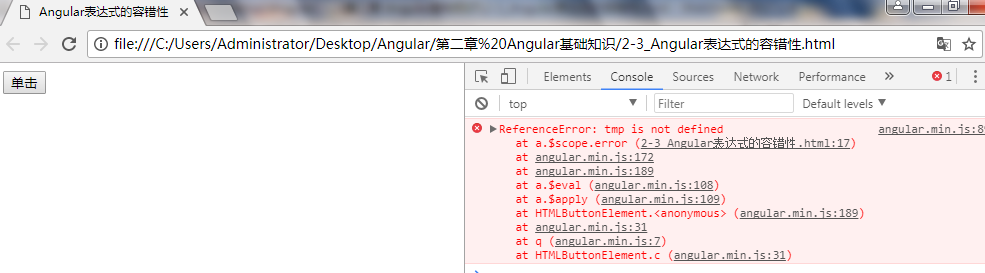 Angular表达式的容错性
file:///C:/Users/Administrator/Desktop/Angular/第二章%20Angular基础知识/2-3_Angular表达式的容错性.html
单击
Elements Console Sources Network Performance » 1
top Filter Default levels
ReferenceError: tmp is not defined angular.min.js:89
at a.$scope.error (2-3 Angular表达式的容错性.html:17)
at angular.min.js:172
at angular.min.js:189
at a.$eval (angular.min.js:108)
at a.$apply (angular.min.js:109)
at HTMLButtonElement.<anonymous> (angular.min.js:189)
at angular.min.js:31
at q (angular.min.js:7)
at HTMLButtonElement.c (angular.min.js:31)